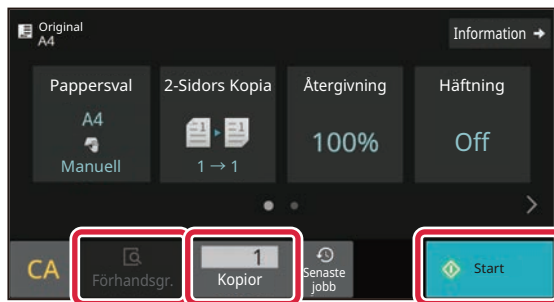 Original
A4
Information
Pappersval
2-Sidors Kopia
Återgivning
Häftning
A4
Manuell
1 → 1
100%
Off
CA
Förhandsgr.
1
Kopior
Senaste
jobb
Start